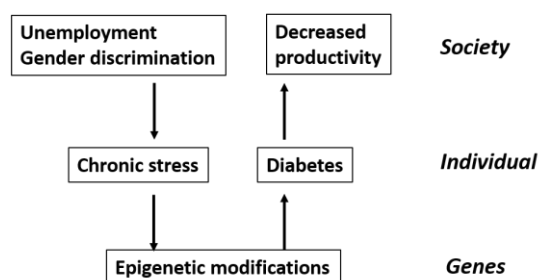 Unemployment
Gender discrimination
Decreased
productivity
Society
Chronic stress
Diabetes
Individual
Epigenetic modifications
Genes